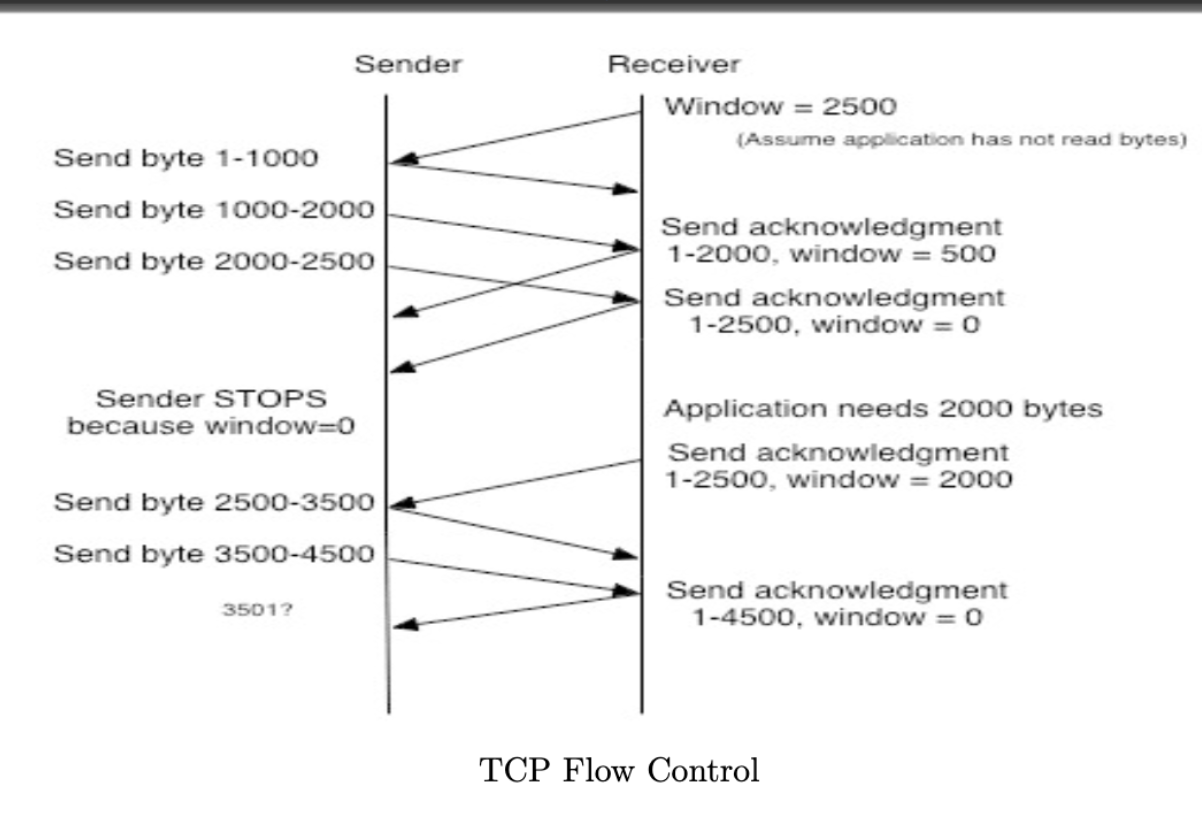 Sender
Receiver
Window = 2500
(Assume application has not read bytes)
Send byte 1-1000
Send byte 1000-2000
Send acknowledgment
1-2000, window = 500
Send byte 2000-2500
Send acknowledgment
1-2500, window = 0
Sender STOPS
because window=0
Application needs 2000 bytes
Send acknowledgment
1-2500, window = 2000
Send byte 2500-3500
Send byte 3500-4500
Send acknowledgment
1-4500, window = 0
3501?
TCP Flow Control